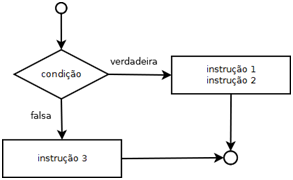 verdadeira
condição
instrução 1
instrução 2
falsa
instrução 3